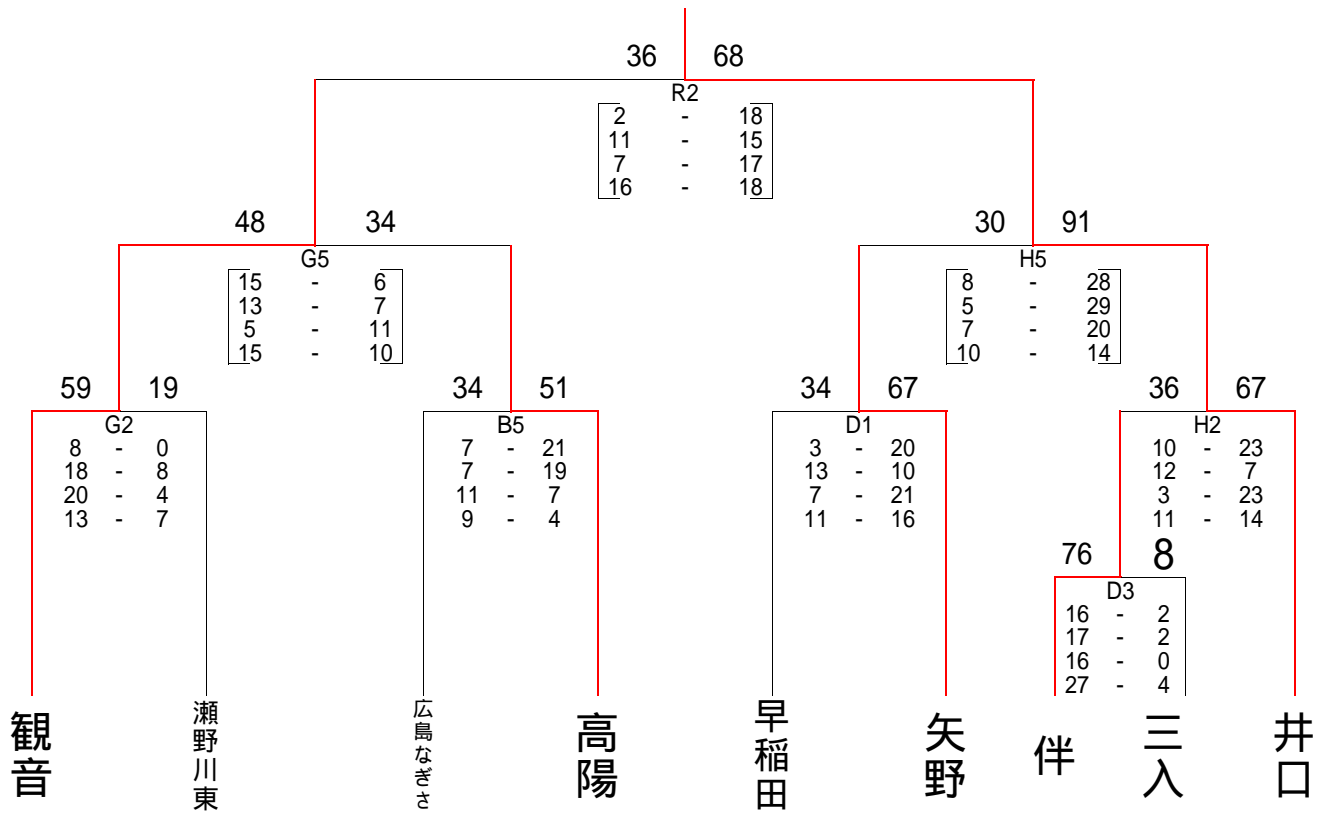 36 68
R2
2 - 18
11 - 15
7 - 17
16 - 18
48 34
G5
15 - 6
13 - 7
5 - 11
15 - 10
30 91
H5
8 - 28
5 - 29
7 - 20
10 - 14
59 19
G2
8 - 0
18 - 8
20 - 4
13 - 7
34 51
B5
7 - 21
7 - 19
11 - 7
9 - 4
34 67
D1
3 - 20
13 - 10
7 - 21
11 - 16
36 67
H2
10 - 23
12 - 7
3 - 23
11 - 14
76 8
D3
16 - 2
17 - 2
16 - 0
27 - 4
観音
瀬野川東
広島なぎさ
高陽
早稲田
矢野
伴
三入
井口